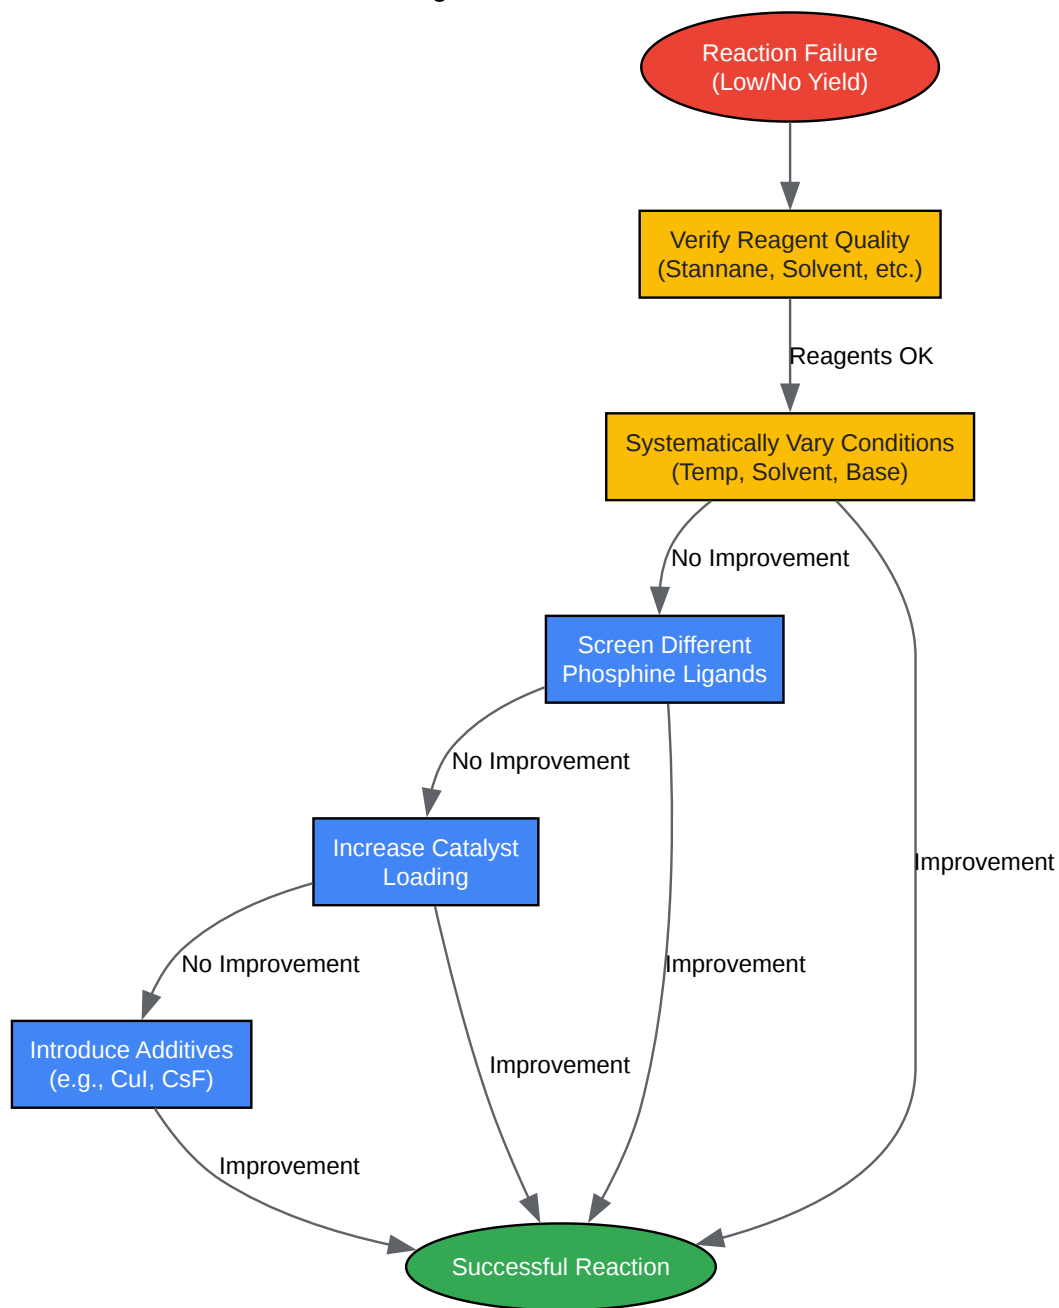 Reaction Failure
(Low/No Yield)
Verify Reagent Quality
(Stannane, Solvent, etc.)
Reagents OK
Systematically Vary Conditions
(Temp, Solvent, Base)
No Improvement
Screen Different
Phosphine Ligands
No Improvement
Increase Catalyst
Loading
Improvement
No Improvement
Improvement
Introduce Additives
(e.g., CuI, CsF)
Improvement
Improvement
Successful Reaction